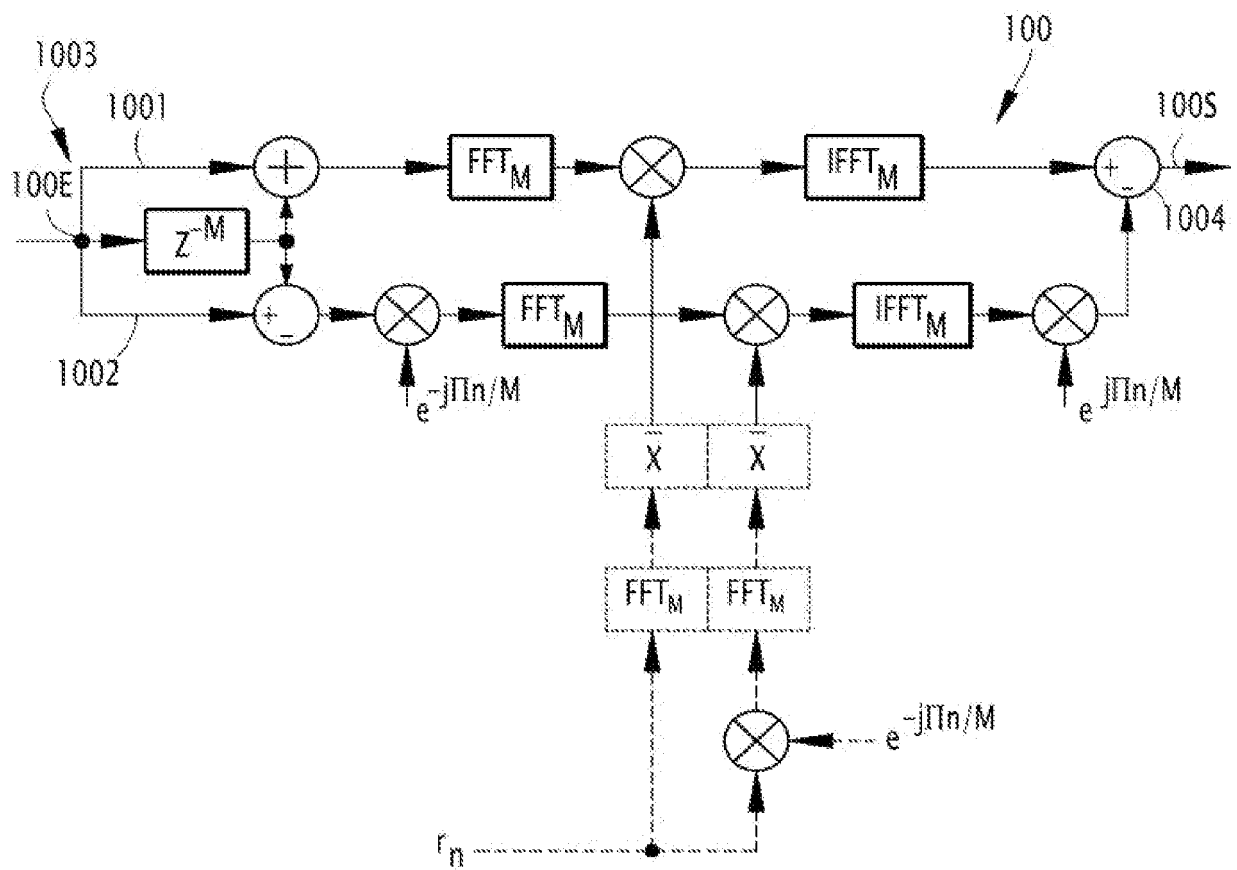 100
1003
1001
100S
100E
+
FFT_M
IFFT_M
+
-
1004
Z^-M
+
-
FFT_M
IFFT_M
1002
e^-jΠn/M
e^jΠn/M
X̄
X̄
FFT_M
FFT_M
e^-jΠn/M
r_n